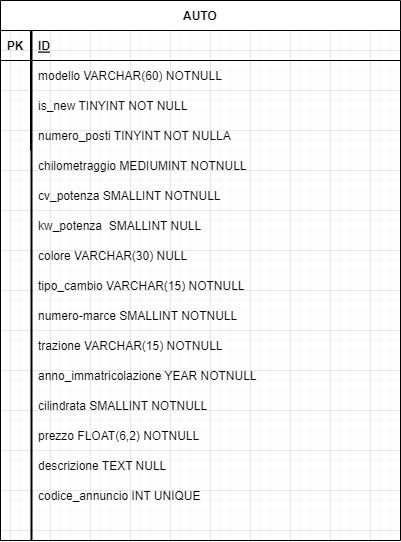 AUTO
PK ID
modello VARCHAR(60) NOTNULL
is_new TINYINT NOT NULL
numero_posti TINYINT NOT NULLA
chilometraggio MEDIUMINT NOTNULL
cv_potenza SMALLINT NOTNULL
kw_potenza  SMALLINT NULL
colore VARCHAR(30) NULL
tipo_cambio VARCHAR(15) NOTNULL
numero-marce SMALLINT NOTNULL
trazione VARCHAR(15) NOTNULL
anno_immatricolazione YEAR NOTNULL
cilindrata SMALLINT NOTNULL
prezzo FLOAT(6,2) NOTNULL
descrizione TEXT NULL
codice_annuncio INT UNIQUE